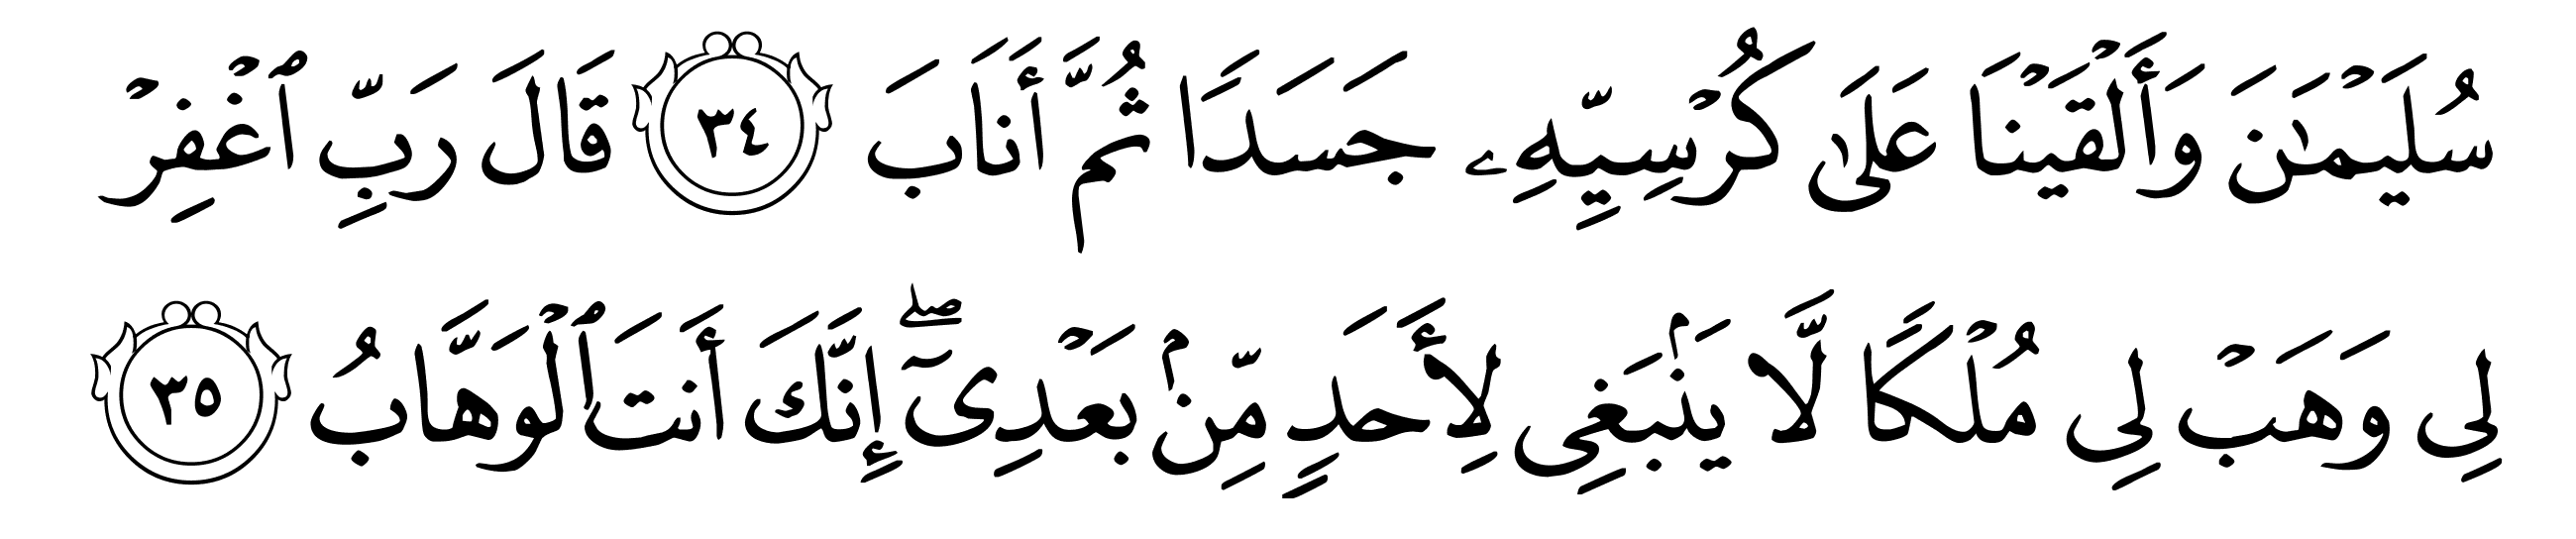 سُلَيۡمَٰنَ وَأَلۡقَيۡنَا عَلَىٰ كُرۡسِيِّهِۦ جَسَدٗا ثُمَّ أَنَابَ ٣٤ قَالَ رَبِّ ٱغۡفِرۡ
لِي وَهَبۡ لِي مُلۡكٗا لَّا يَنۢبَغِي لِأَحَدٖ مِّنۢ بَعۡدِيٓۖ إِنَّكَ أَنتَ ٱلۡوَهَّابُ ٣٥